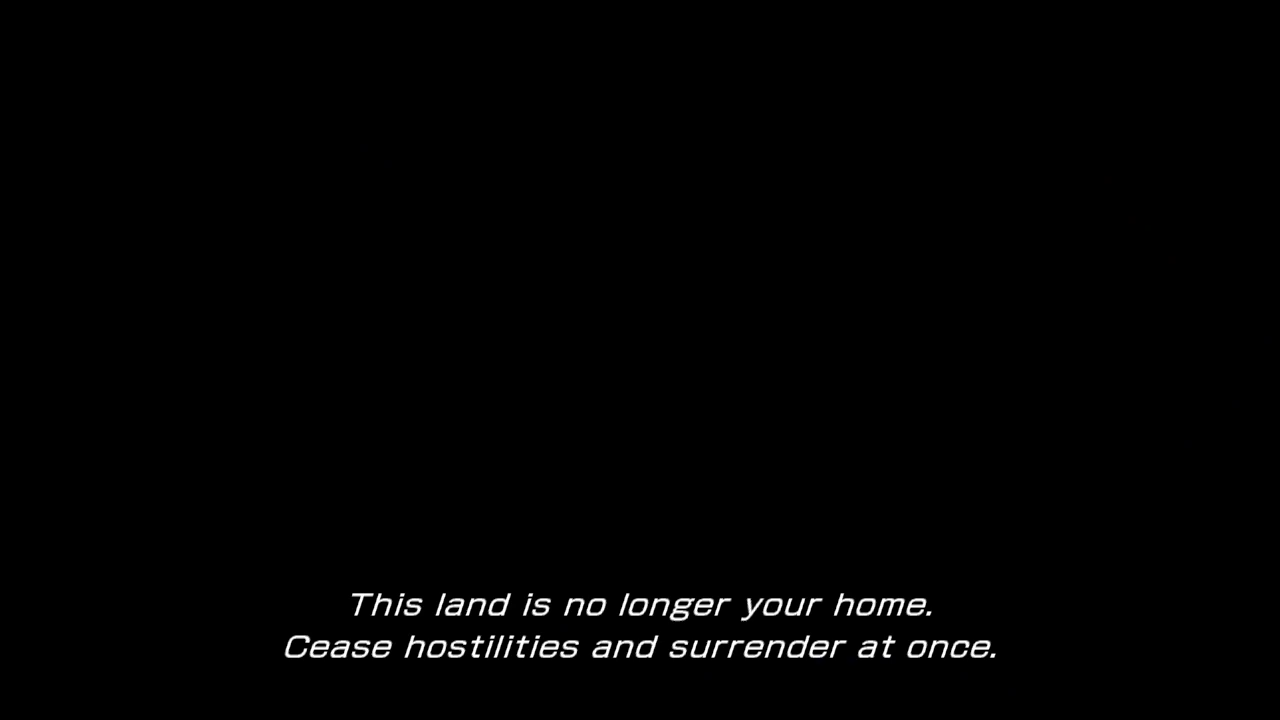 This land is no longer your home.
Cease hostilities and surrender at once.